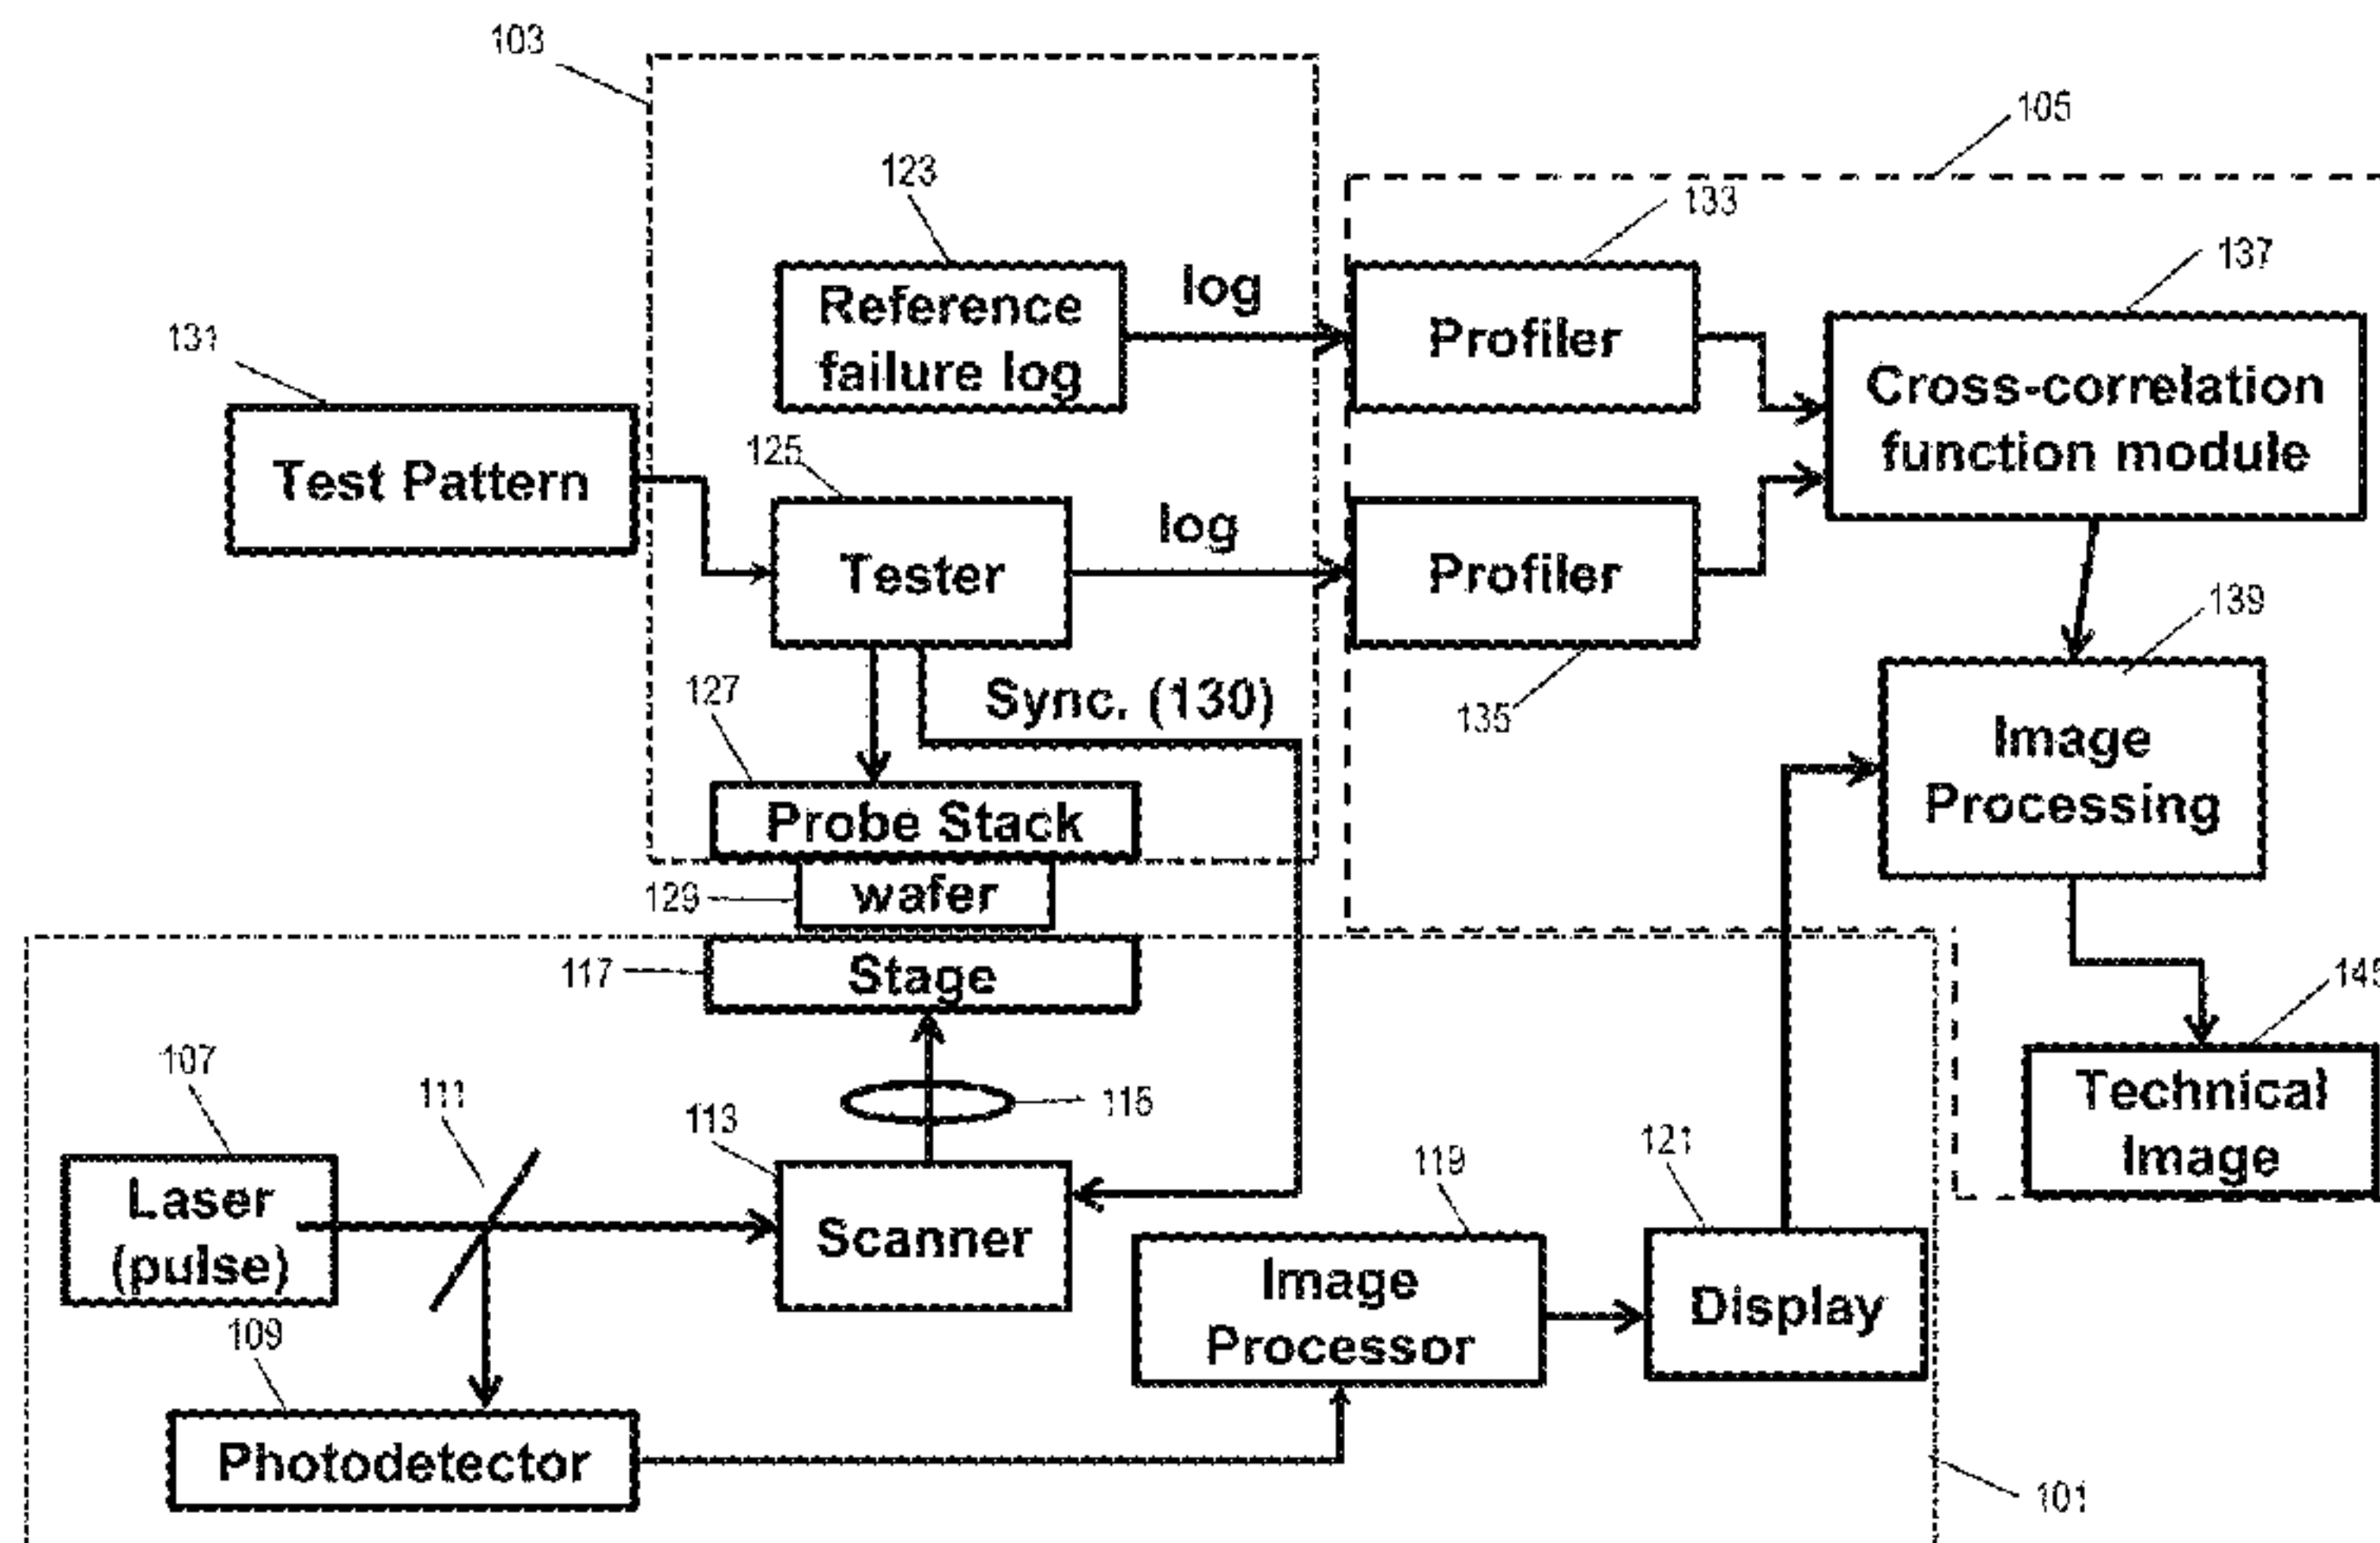 103
105
123
133
137
131
Reference
failure log
log
Profiler
Cross-correlation
function module
Test Pattern
125
Tester
log
Profiler
139
127
Sync. (130)
135
Image
Processing
Probe Stack
129
wafer
117
Stage
145
107
111
113
115
119
121
Technical
Image
Laser
(pulse)
Scanner
Image
Processor
Display
109
Photodetector
101